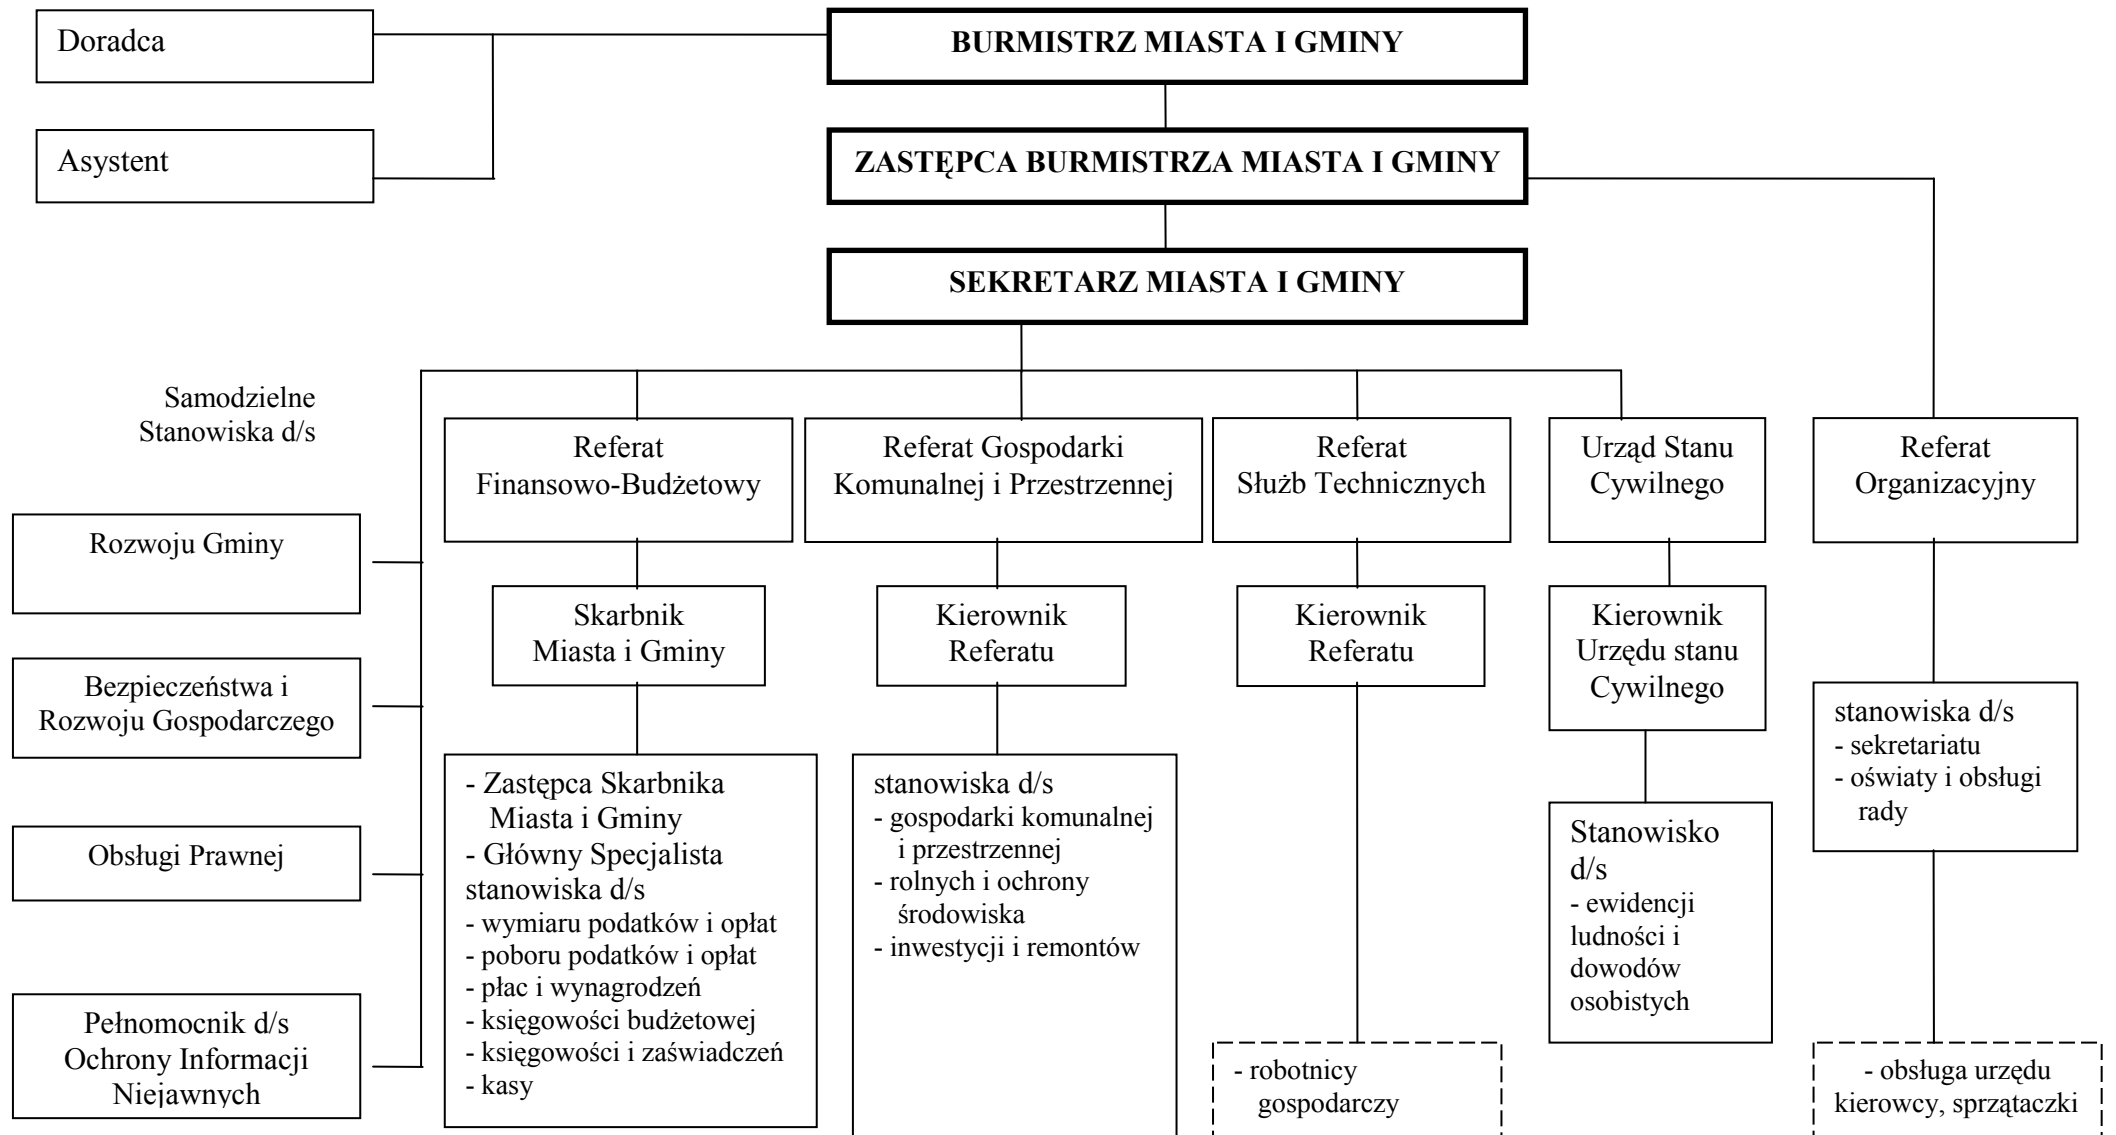 Doradca
BURMISTRZ MIASTA I GMINY
Asystent
ZASTĘPCA BURMISTRZA MIASTA I GMINY
SEKRETARZ MIASTA I GMINY
Samodzielne
Stanowiska d/s
Rozwoju Gminy
Bezpieczeństwa i
Rozwoju Gospodarczego
Obsługi Prawnej
Pełnomocnik d/s
Ochrony Informacji
Niejawnych
Referat
Finansowo-Budżetowy
Skarbnik
Miasta i Gminy
- Zastępca Skarbnika
Miasta i Gminy
- Główny Specjalista
stanowiska d/s
- wymiaru podatków i opłat
- poboru podatków i opłat
- płac i wynagrodzeń
- księgowości budżetowej
- księgowości i zaświadczeń
- kasy
Referat Gospodarki
Komunalnej i Przestrzennej
Kierownik
Referatu
stanowiska d/s
- gospodarki komunalnej
i przestrzennej
- rolnych i ochrony
środowiska
- inwestycji i remontów
Referat
Służb Technicznych
Kierownik
Referatu
- robotnicy
gospodarczy
Urząd Stanu
Cywilnego
Kierownik
Urzędu stanu
Cywilnego
Stanowisko
d/s
- ewidencji
ludności i
dowodów
osobistych
Referat
Organizacyjny
stanowiska d/s
- sekretariatu
- oświaty i obsługi
rady
- obsługa urzędu
kierowcy, sprzątaczki